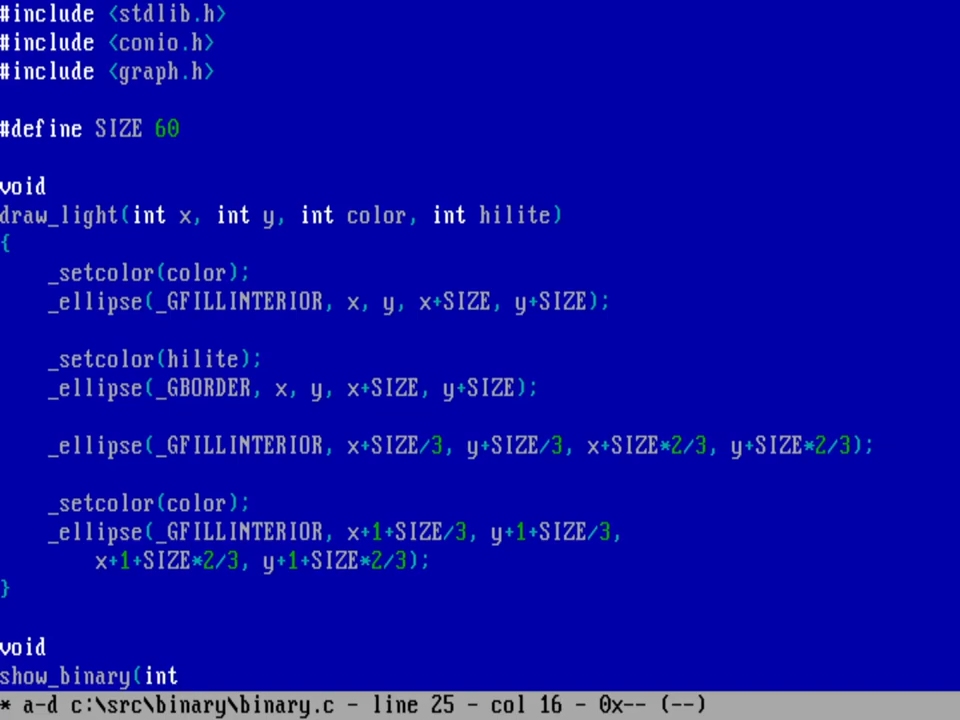 #include <stdlib.h>
#include <conio.h>
#include <graph.h>

#define SIZE 60

void
draw_light(int x, int y, int color, int hilite)
{
    _setcolor(color);
    _ellipse(_GFILLINTERIOR, x, y, x+SIZE, y+SIZE);

    _setcolor(hilite);
    _ellipse(_GBORDER, x, y, x+SIZE, y+SIZE);

    _ellipse(_GFILLINTERIOR, x+SIZE/3, y+SIZE/3, x+SIZE*2/3, y+SIZE*2/3);

    _setcolor(color);
    _ellipse(_GFILLINTERIOR, x+1+SIZE/3, y+1+SIZE/3,
        x+1+SIZE*2/3, y+1+SIZE*2/3);
}

void
show_binary(int
* a-d c:\src\binary\binary.c - line 25 - col 16 - 0x-- (--)